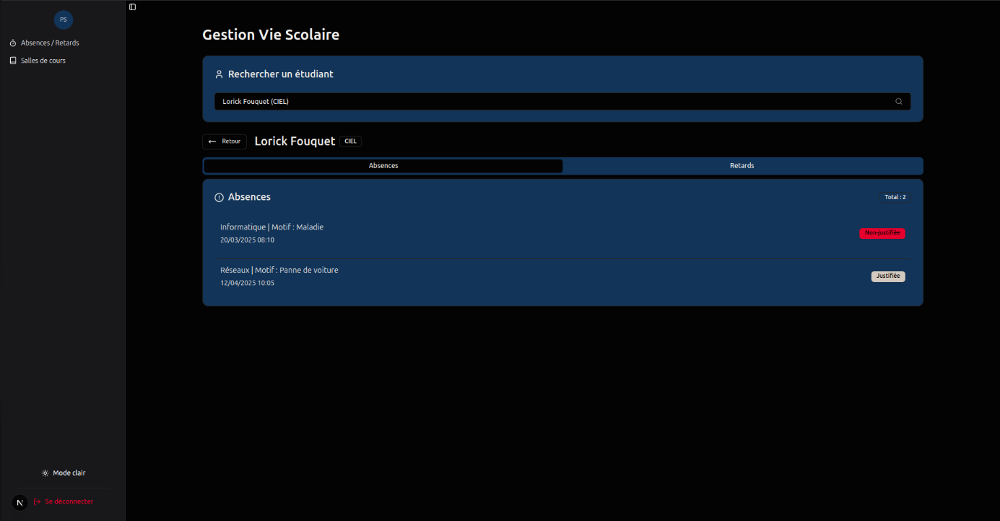 PS
Absences / Retards
Salles de cours
Mode clair
N
Se déconnecter
Gestion Vie Scolaire
Rechercher un étudiant
Lorick Fouquet (CIEL)
Retour Lorick Fouquet CIEL
Absences Retards
Absences Total : 2
Informatique | Motif : Maladie
20/03/2025 08:10
Non-justifiée
Réseaux | Motif : Panne de voiture
12/04/2025 10:05
Justifiée